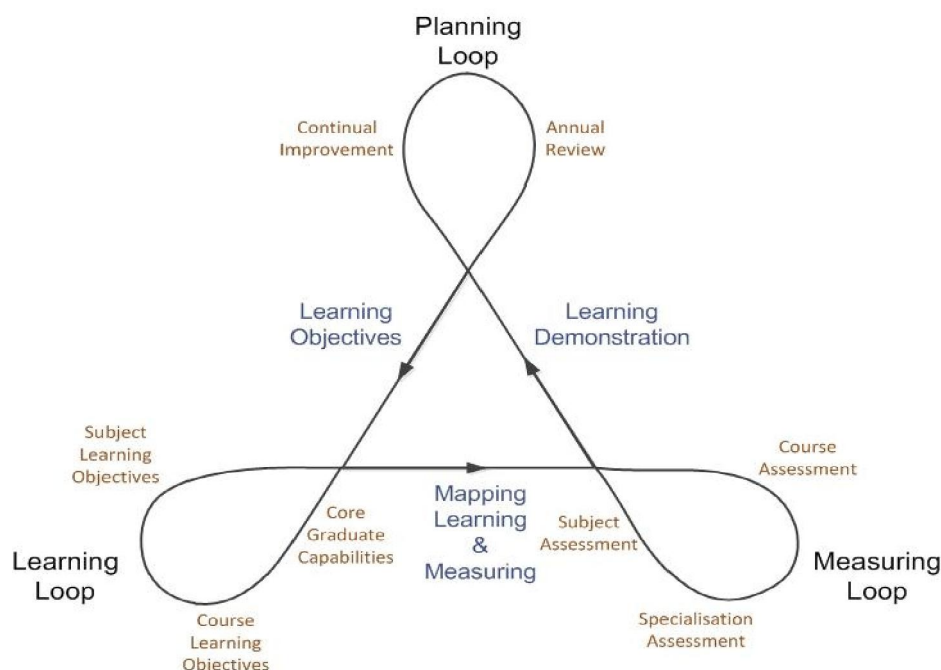 Planning
Loop
Continual
Improvement
Annual
Review
Learning
Objectives
Learning
Demonstration
Subject
Learning
Objectives
Course
Assessment
Core
Graduate
Capabilities
Mapping
Learning
&
Measuring
Subject
Assessment
Learning
Loop
Measuring
Loop
Course
Learning
Objectives
Specialisation
Assessment